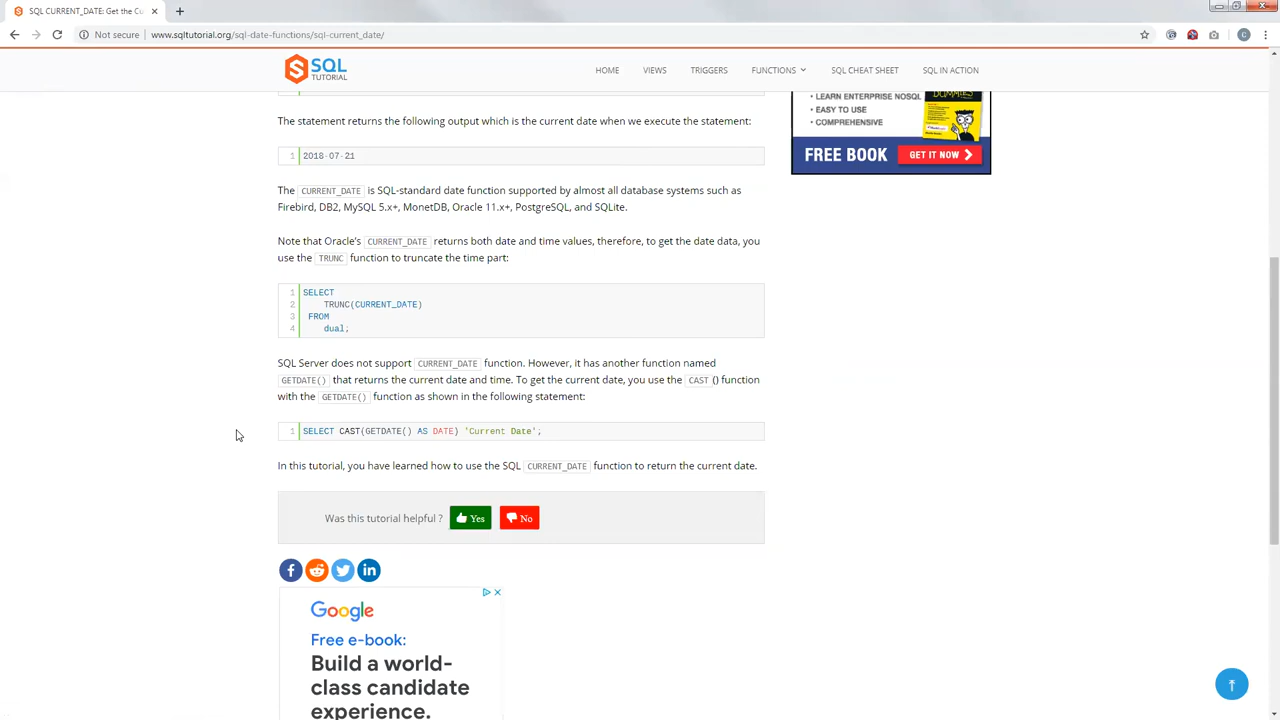 SQL CURRENT_DATE: Get the Cu
Not secure
www.sqltutorial.org/sql-date-functions/sql-current_date/
C
SQL
TUTORIAL
HOME
VIEWS
TRIGGERS
FUNCTIONS
SQL CHEAT SHEET
SQL IN ACTION
The statement returns the following output which is the current date when we execute the statement:
1 2018-07-21
The CURRENT_DATE is SQL-standard date function supported by almost all database systems such as
Firebird, DB2, MySQL 5.x+, MonetDB, Oracle 11.x+, PostgreSQL, and SQLite.
Note that Oracle's CURRENT_DATE returns both date and time values, therefore, to get the date data, you
use the TRUNC function to truncate the time part:
1 SELECT
2 TRUNC(CURRENT_DATE)
3 FROM
4 dual;
SQL Server does not support CURRENT_DATE function. However, it has another function named
GETDATE() that returns the current date and time. To get the current date, you use the CAST () function
with the GETDATE() function as shown in the following statement:
1 SELECT CAST(GETDATE() AS DATE) 'Current Date';
In this tutorial, you have learned how to use the SQL CURRENT_DATE function to return the current date.
Was this tutorial helpful ? Yes No
Google
Free e-book:
Build a world-
class candidate
experience.
• LEARN ENTERPRISE NOSQL
• EASY TO USE
• COMPREHENSIVE
DUMMIES
FREE BOOK
GET IT NOW